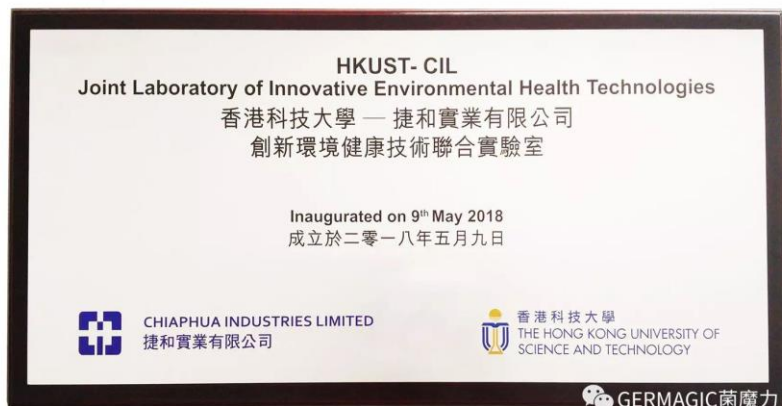 HKUST- CIL
Joint Laboratory of Innovative Environmental Health Technologies
香港科技大學 — 捷和實業有限公司
創新環境健康技術聯合實驗室
Inaugurated on 9th May 2018
成立於二零一八年五月九日
CHIAPHUA INDUSTRIES LIMITED
捷和實業有限公司
香港科技大學
THE HONG KONG UNIVERSITY OF
SCIENCE AND TECHNOLOGY
GERMAGIC菌魔力